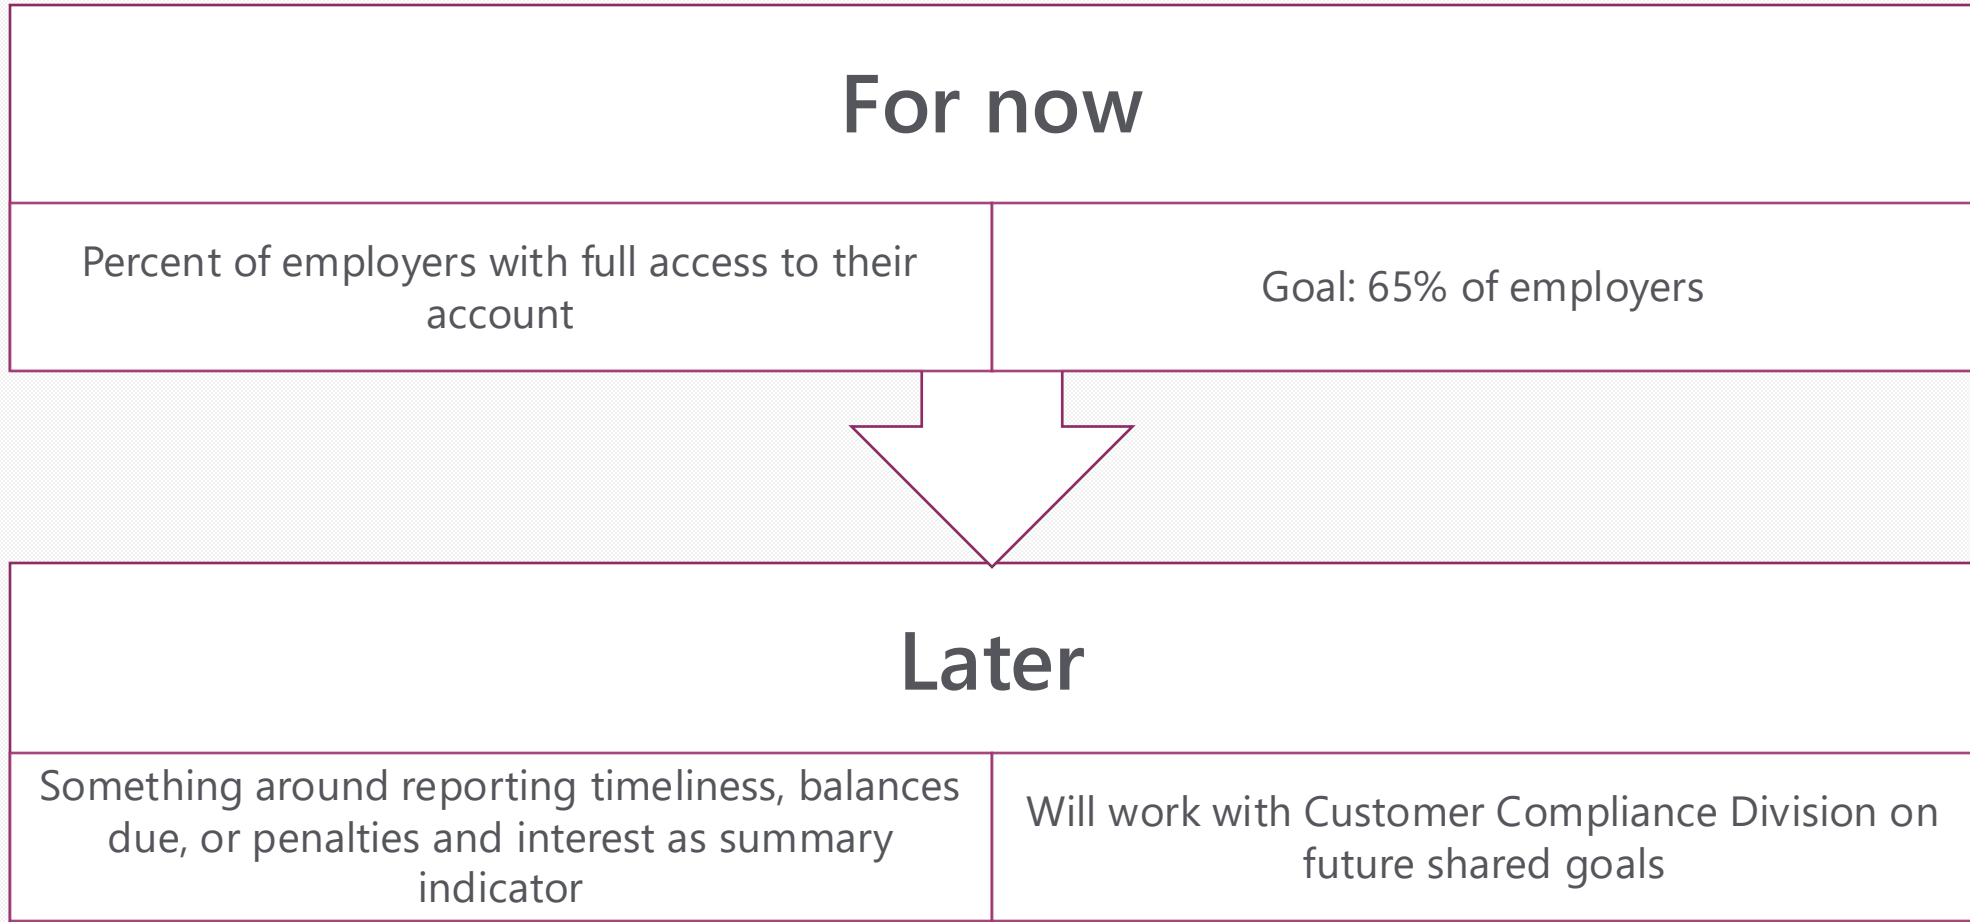 For now
Percent of employers with full access to their
account
Goal: 65% of employers
Later
Something around reporting timeliness, balances
due, or penalties and interest as summary
indicator
Will work with Customer Compliance Division on
future shared goals